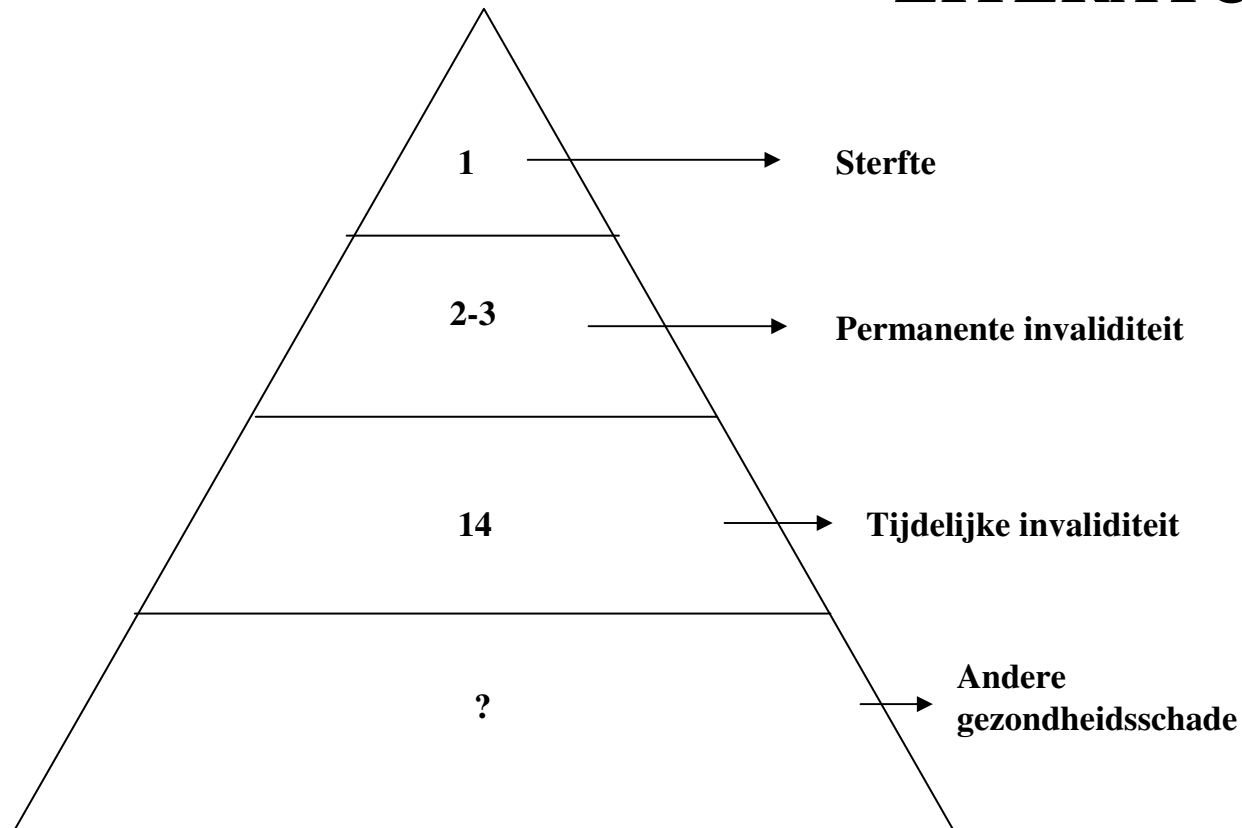 1
Sterfte
2-3
Permanente invaliditeit
14
Tijdelijke invaliditeit
?
Andere
gezondheidsschade